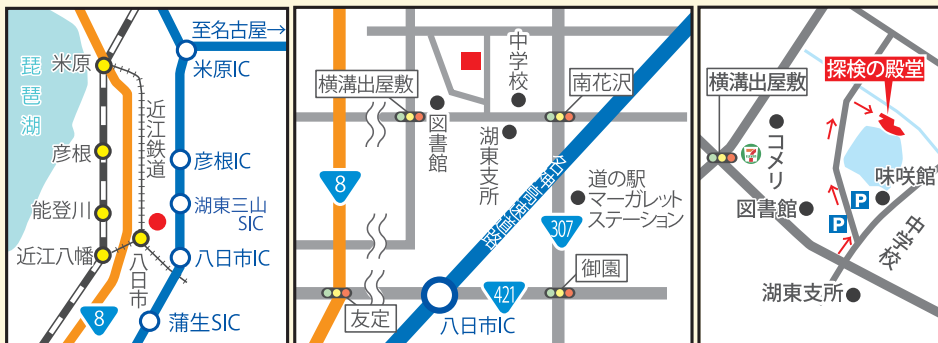 至名古屋→
米原
米原IC
琵琶湖
近江鉄道
彦根
彦根IC
能登川
湖東三山
SIC
近江八幡
八日市
八日市IC
8
蒲生SIC
中学校
横溝出屋敷
南花沢
図書館
湖東支所
名神高速道路
8
道の駅
マーガレット
ステーション
307
御園
421
友定
八日市IC
探検の殿堂
横溝出屋敷
コメリ
7
味咲館
図書館
P
P
中学校
湖東支所